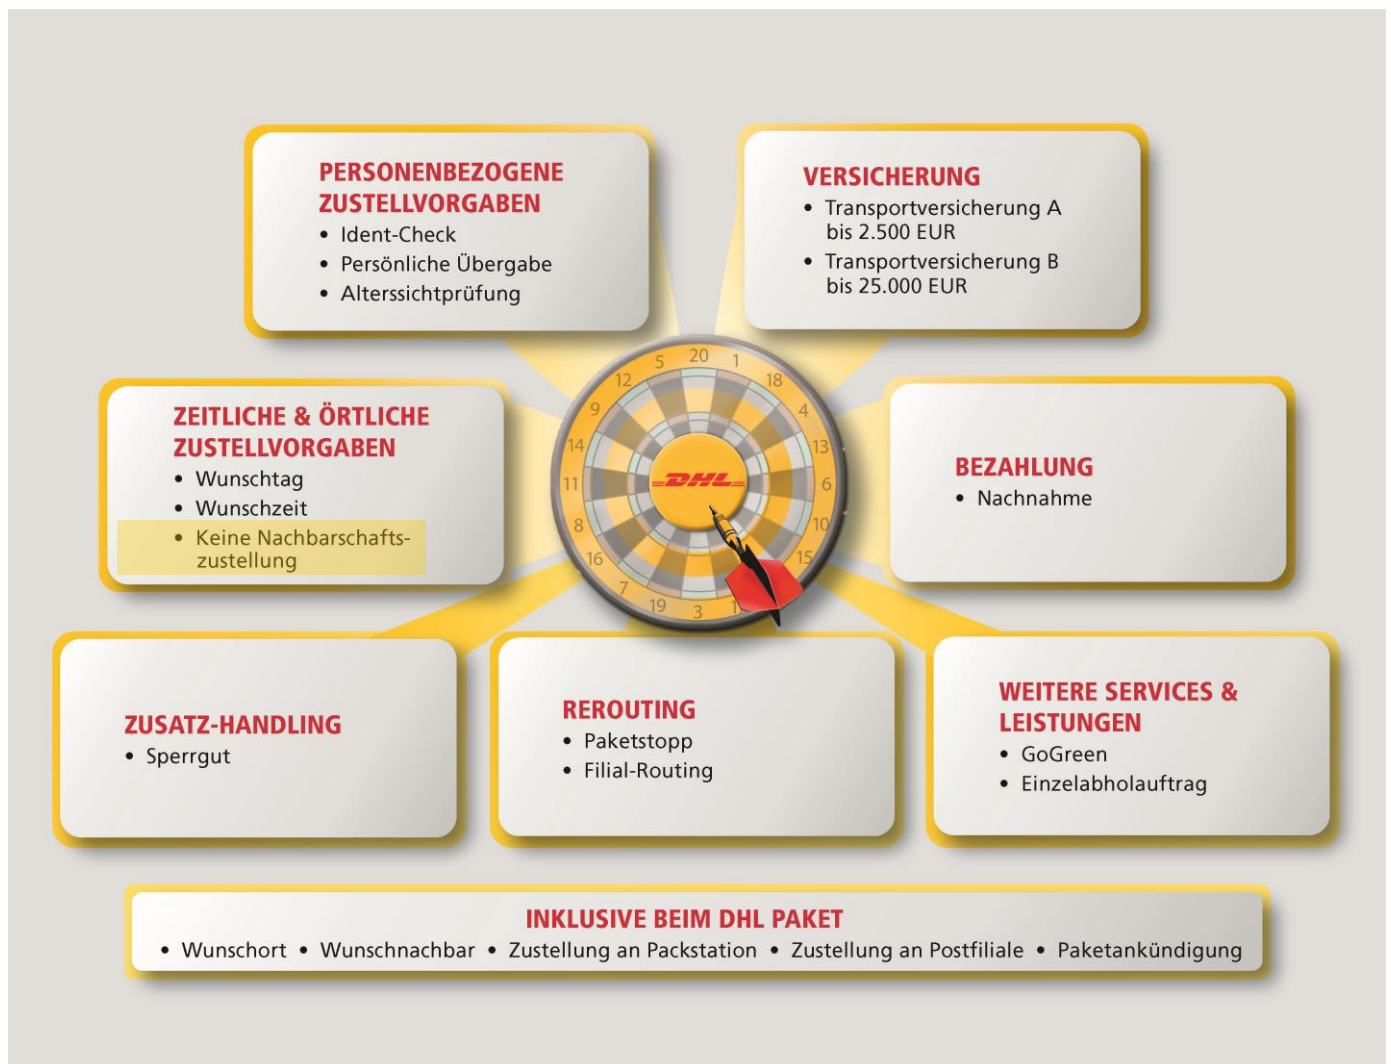 PERSONENBEZOGENE
ZUSTELLVORGABEN
• Ident-Check
• Persönliche Übergabe
• Alterssichtprüfung
VERSICHERUNG
• Transportversicherung A
bis 2.500 EUR
• Transportversicherung B
bis 25.000 EUR
ZEITLICHE & ÖRTLICHE
ZUSTELLVORGABEN
• Wunschtag
• Wunschzeit
• Keine Nachbarschafts-
zustellung
20
1
18
4
13
6
10
15
3
19
7
16
8
11
14
9
12
5
DHL
BEZAHLUNG
• Nachnahme
ZUSATZ-HANDLING
• Sperrgut
REROUTING
• Paketstopp
• Filial-Routing
WEITERE SERVICES &
LEISTUNGEN
• GoGreen
• Einzelabholauftrag
INKLUSIVE BEIM DHL PAKET
• Wunschort • Wunschnachbar • Zustellung an Packstation • Zustellung an Postfiliale • Paketankündigung